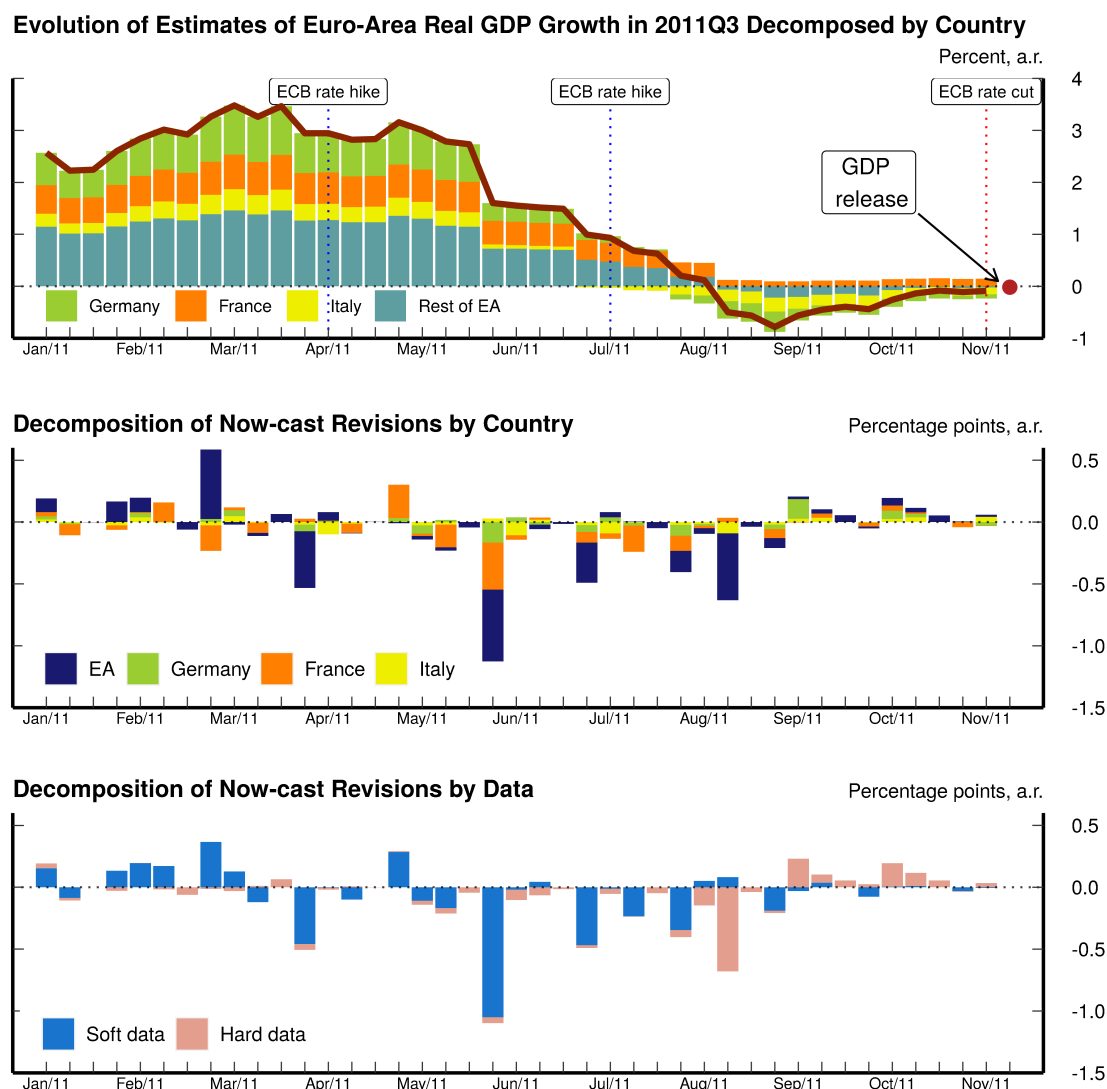 Evolution of Estimates of Euro-Area Real GDP Growth in 2011Q3 Decomposed by Country
Percent, a.r.
ECB rate hike ECB rate hike ECB rate cut
4
3
2
1
0
-1
GDP
release
Germany France Italy Rest of EA
Jan/11 Feb/11 Mar/11 Apr/11 May/11 Jun/11 Jul/11 Aug/11 Sep/11 Oct/11 Nov/11
Decomposition of Now-cast Revisions by Country
Percentage points, a.r.
0.5
0.0
-0.5
-1.0
-1.5
EA Germany France Italy
Jan/11 Feb/11 Mar/11 Apr/11 May/11 Jun/11 Jul/11 Aug/11 Sep/11 Oct/11 Nov/11
Decomposition of Now-cast Revisions by Data
Percentage points, a.r.
0.5
0.0
-0.5
-1.0
-1.5
Soft data Hard data
Jan/11 Feb/11 Mar/11 Apr/11 May/11 Jun/11 Jul/11 Aug/11 Sep/11 Oct/11 Nov/11